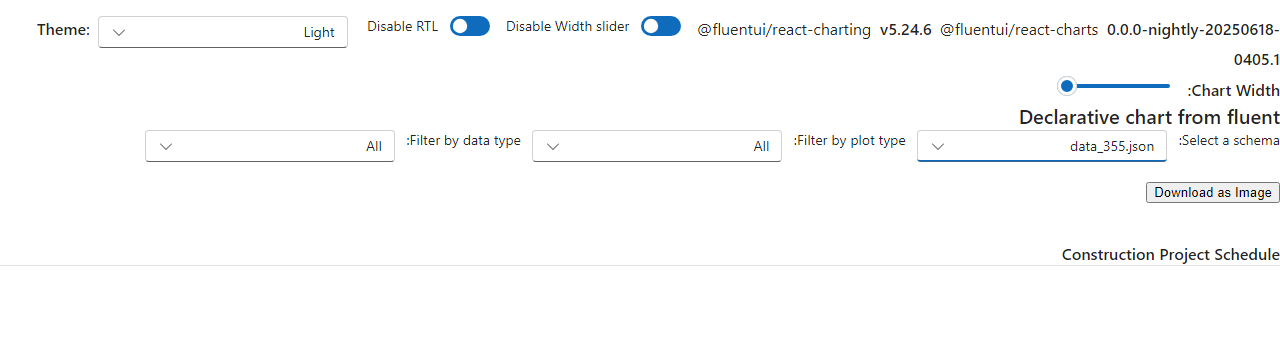 Theme: Light Disable RTL Disable Width slider @fluentui/react-charting v5.24.6 @fluentui/react-charts 0.0.0-nightly-20250618-
0405.1
:Chart Width
Declarative chart from fluent
:Select a schema data_355.json :Filter by plot type All :Filter by data type All
Download as Image
Construction Project Schedule